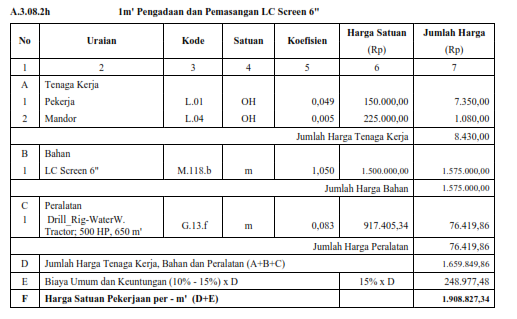 A.3.08.2h 1m' Pengadaan dan Pemasangan LC Screen 6"
No Uraian Kode Satuan Koefisien Harga Satuan (Rp) Jumlah Harga (Rp)
1 2 3 4 5 6 7
A Tenaga Kerja
1 Pekerja L.01 OH 0,049 150.000,00 7.350,00
2 Mandor L.04 OH 0,005 225.000,00 1.080,00
Jumlah Harga Tenaga Kerja 8.430,00
B Bahan
1 LC Screen 6" M.118.b m 1,050 1.500.000,00 1.575.000,00
Jumlah Harga Bahan 1.575.000,00
C Peralatan
1 Drill_Rig-WaterW. Tractor; 500 HP, 650 m' G.13.f m 0,083 917.405,34 76.419,86
Jumlah Harga Peralatan 76.419,86
D Jumlah Harga Tenaga Kerja, Bahan dan Peralatan (A+B+C) 1.659.849,86
E Biaya Umum dan Keuntungan (10% - 15%) x D 15% x D 248.977,48
F Harga Satuan Pekerjaan per - m' (D+E) 1.908.827,34